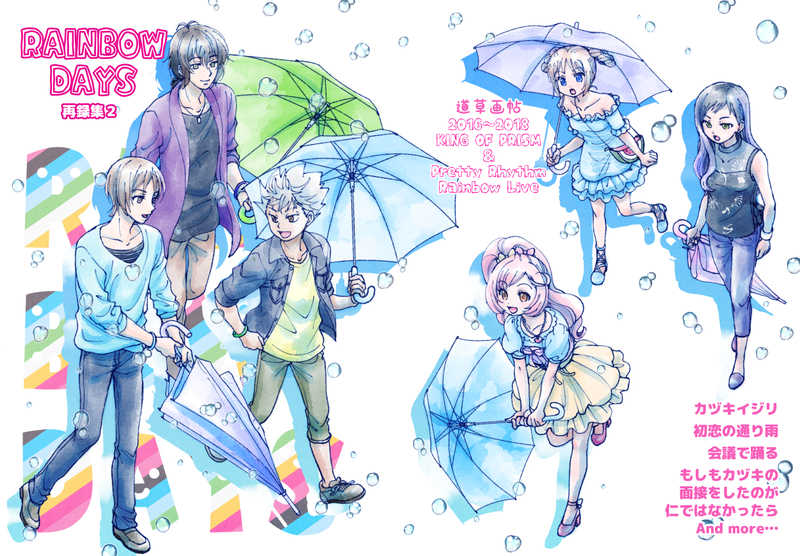 RAINBOW
DAYS
再録集2
道草画帖
2016~2018
KING OF PRISM
&
Pretty Rhythm
Rainbow Live
カヅキイジリ
初恋の通り雨
会議で踊る
もしもカヅキの
面接をしたのが
仁ではなかったら
And more…